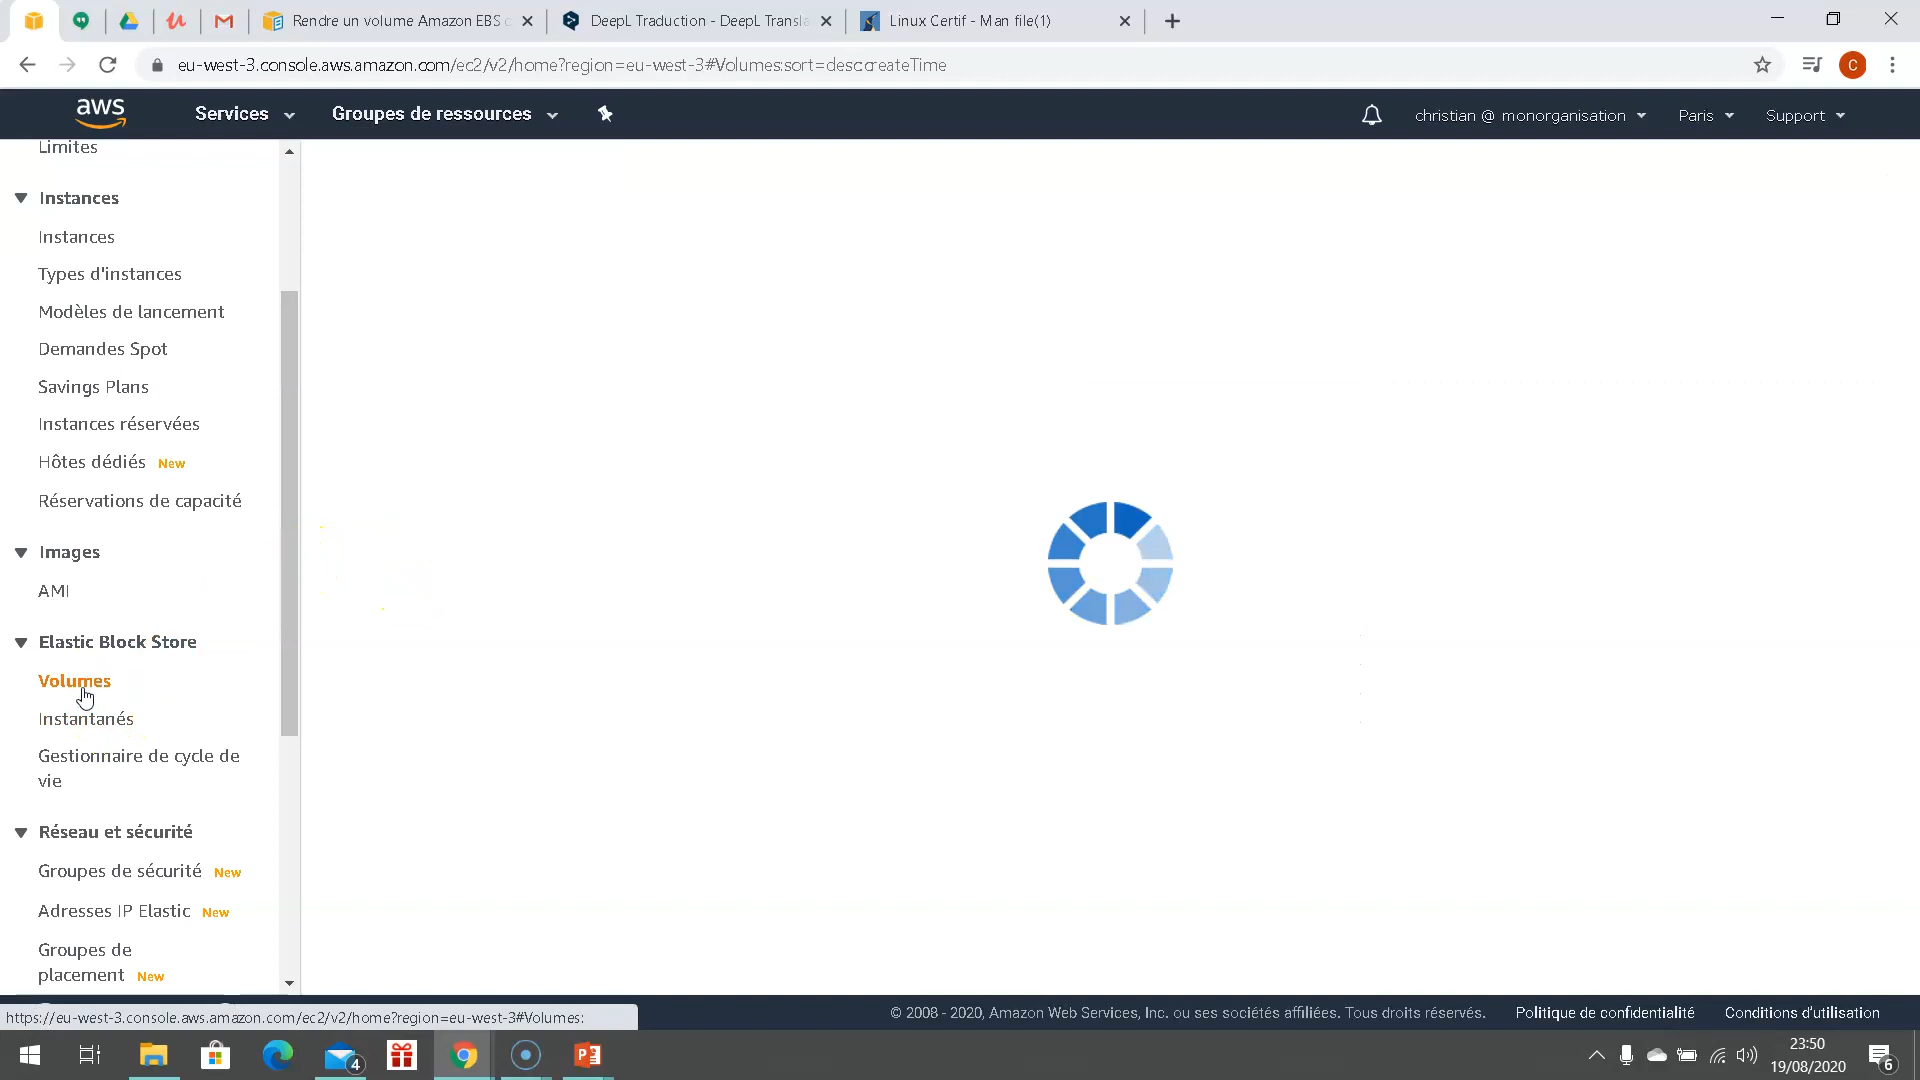 Rendre un volume Amazon EBS
DeepL Traduction - DeepL Transla
Linux Certif - Man file(1)
eu-west-3.console.aws.amazon.com/ec2/v2/home?region=eu-west-3#Volumes:sort=desc:createTime
C
aws
Services
Groupes de ressources
christian @ monorganisation
Paris
Support
Limites
Instances
Instances
Types d'instances
Modèles de lancement
Demandes Spot
Savings Plans
Instances réservées
Hôtes dédiés New
Réservations de capacité
Images
AMI
Elastic Block Store
Volumes
Instantanés
Gestionnaire de cycle de
vie
Réseau et sécurité
Groupes de sécurité New
Adresses IP Elastic New
Groupes de
placement New
https://eu-west-3.console.aws.amazon.com/ec2/v2/home?region=eu-west-3#Volumes:
© 2008 - 2020, Amazon Web Services, Inc. ou ses sociétés affiliées. Tous droits réservés.
Politique de confidentialité
Conditions d'utilisation
4
23:50
19/08/2020
6